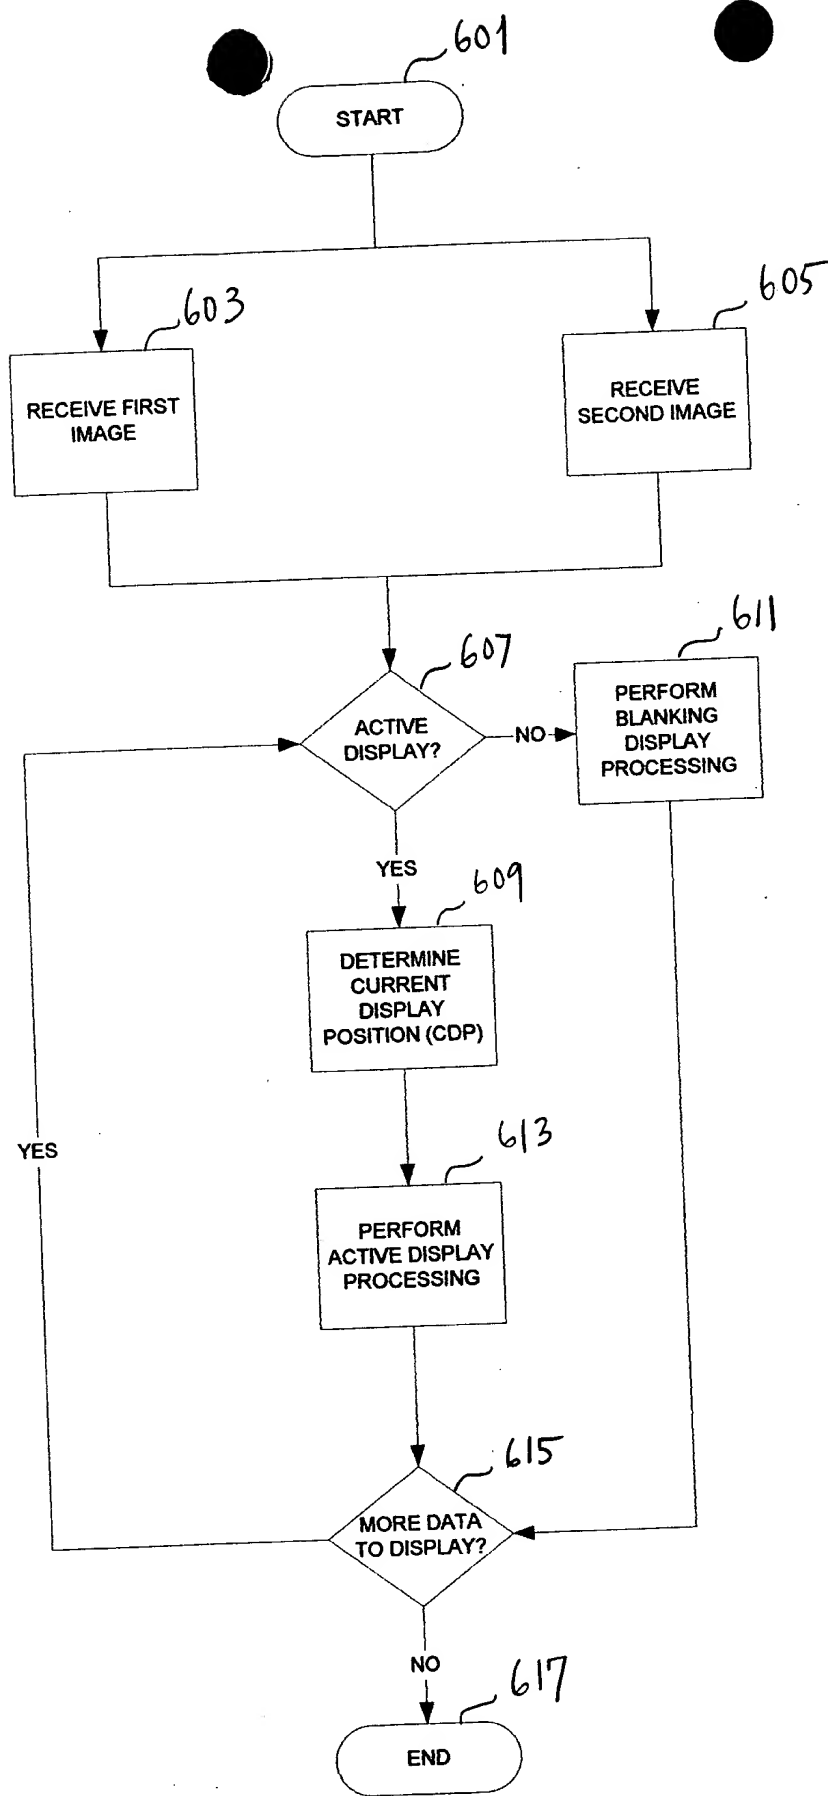 601
START
603
605
RECEIVE FIRST
IMAGE
RECEIVE
SECOND IMAGE
607
611
ACTIVE
DISPLAY?
NO
PERFORM
BLANKING
DISPLAY
PROCESSING
YES
609
DETERMINE
CURRENT
DISPLAY
POSITION (CDP)
YES
613
PERFORM
ACTIVE DISPLAY
PROCESSING
615
MORE DATA
TO DISPLAY?
NO
617
END